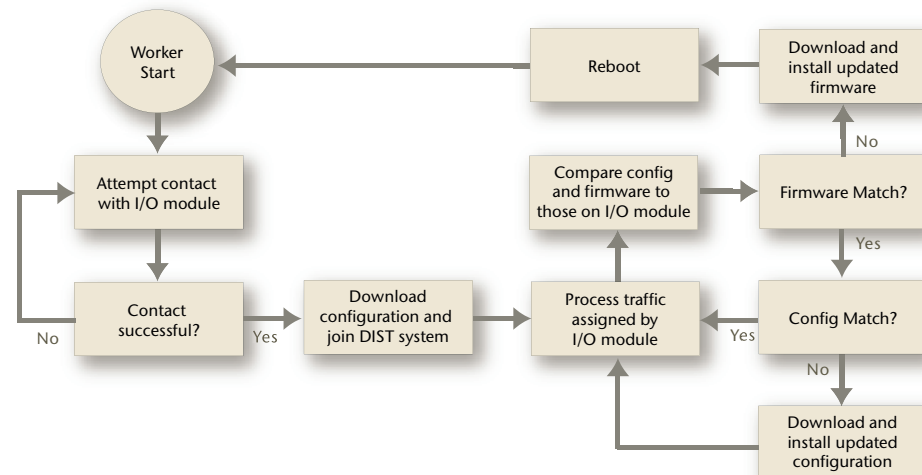 Worker
Start
Reboot
Download and
install updated
firmware
No
Attempt contact
with I/O module
Compare config
and firmware to
those on I/O module
Firmware Match?
Yes
Contact
successful?
No
Yes
Download
configuration and
join DIST system
Process traffic
assigned by
I/O module
Yes
Config Match?
No
Download and
install updated
configuration